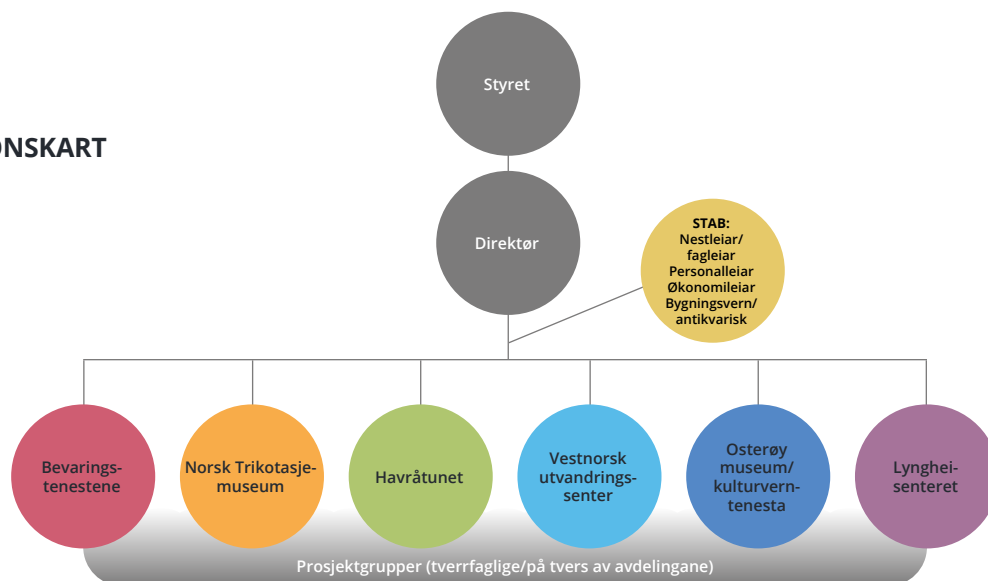 Styret
ONSKART
Direktør
STAB:
Nestleiar/
fagleiar
Personalleiar
Økonomileiar
Bygningsvern/
antikvarisk
Bevarings-
tenestene
Norsk Trikotasje-
museum
Havråtunet
Vestnorsk
utvandrings-
senter
Osterøy
museum/
kulturvern-
tenesta
Lynghei-
senteret
Prosjektgrupper (tverrfaglige/på tvers av avdelingane)